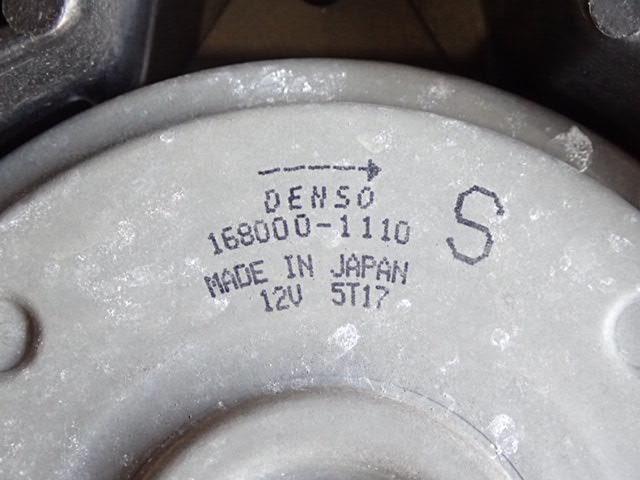 DENSO
168000-1110
S
MADE IN JAPAN
12V 5T17